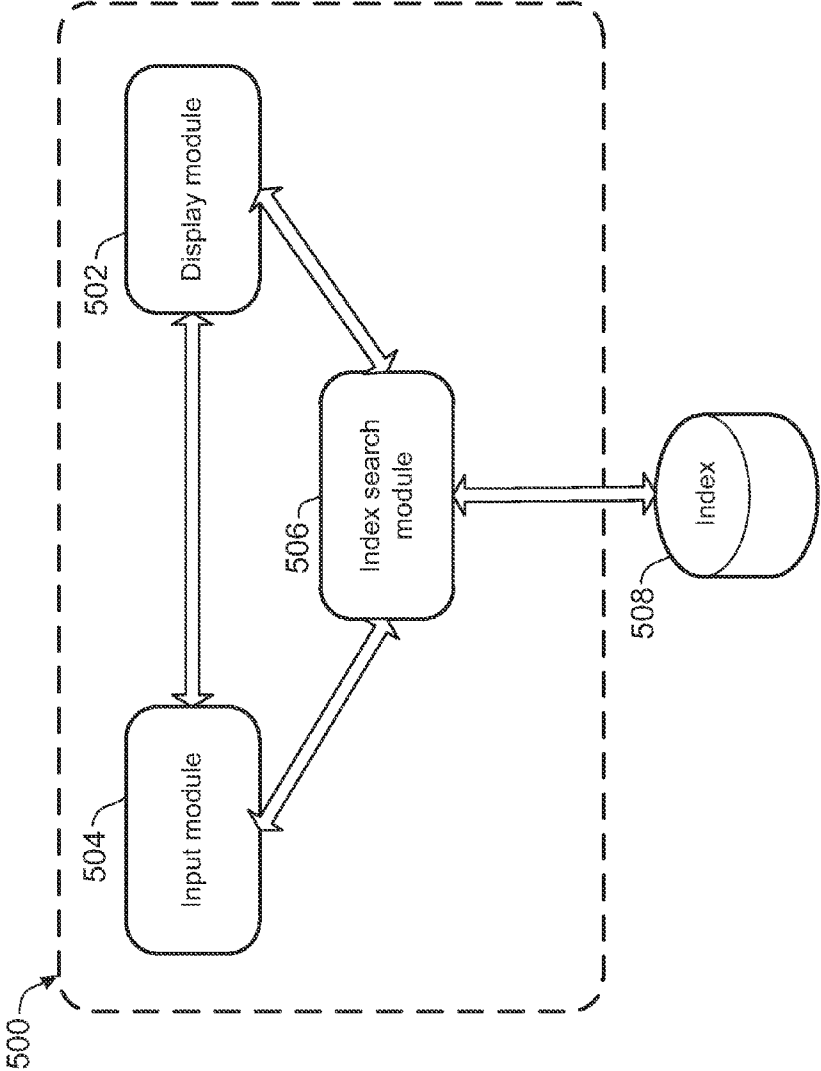 500
504
Input module
502
Display module
506
Index search
module
508
Index